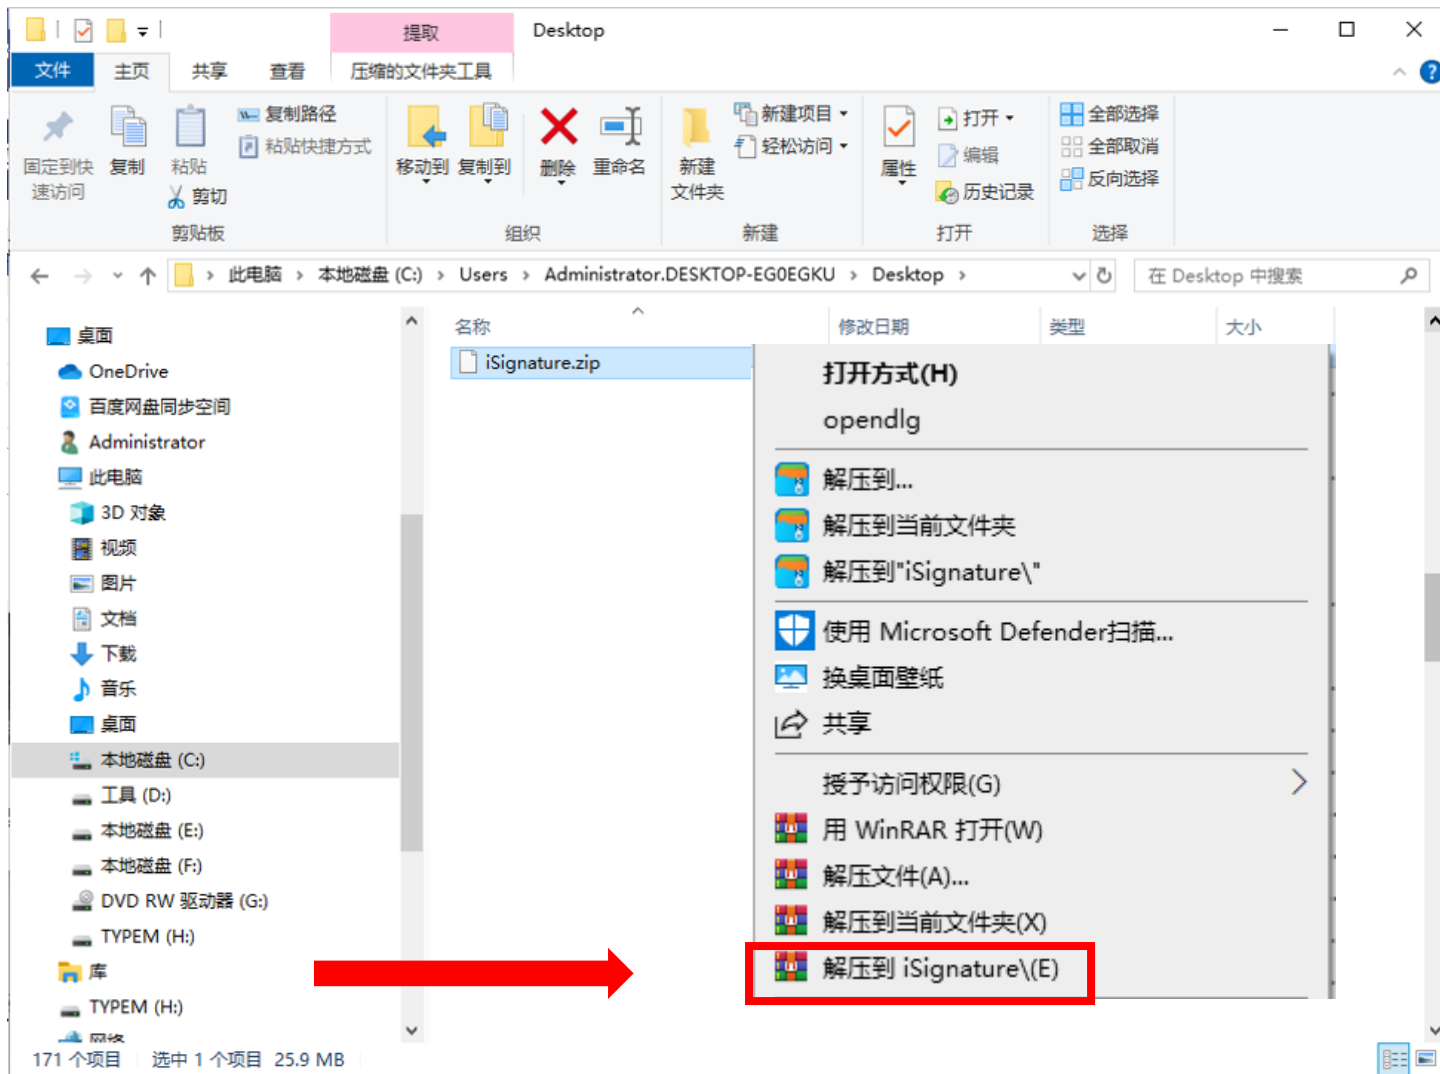 提取
Desktop
文件
主页
共享
查看
压缩的文件夹工具
固定到快
速访问
复制
粘贴
复制路径
粘贴快捷方式
剪切
剪贴板
移动到
复制到
删除
重命名
组织
新建
文件夹
新建项目
轻松访问
新建
属性
打开
编辑
历史记录
打开
全部选择
全部取消
反向选择
选择
此电脑 › 本地磁盘 (C:) › Users › Administrator.DESKTOP-EG0EGKU › Desktop ›
在 Desktop 中搜索
桌面
OneDrive
百度网盘同步空间
Administrator
此电脑
3D 对象
视频
图片
文档
下载
音乐
桌面
本地磁盘 (C:)
工具 (D:)
本地磁盘 (E:)
本地磁盘 (F:)
DVD RW 驱动器 (G:)
TYPEM (H:)
库
TYPEM (H:)
网络
名称
修改日期
类型
大小
iSignature.zip
打开方式(H)
opendlg
解压到...
解压到当前文件夹
解压到"iSignature\"
使用 Microsoft Defender扫描...
换桌面壁纸
共享
授予访问权限(G)
用 WinRAR 打开(W)
解压文件(A)...
解压到当前文件夹(X)
解压到 iSignature\(E)
171 个项目
选中 1 个项目 25.9 MB